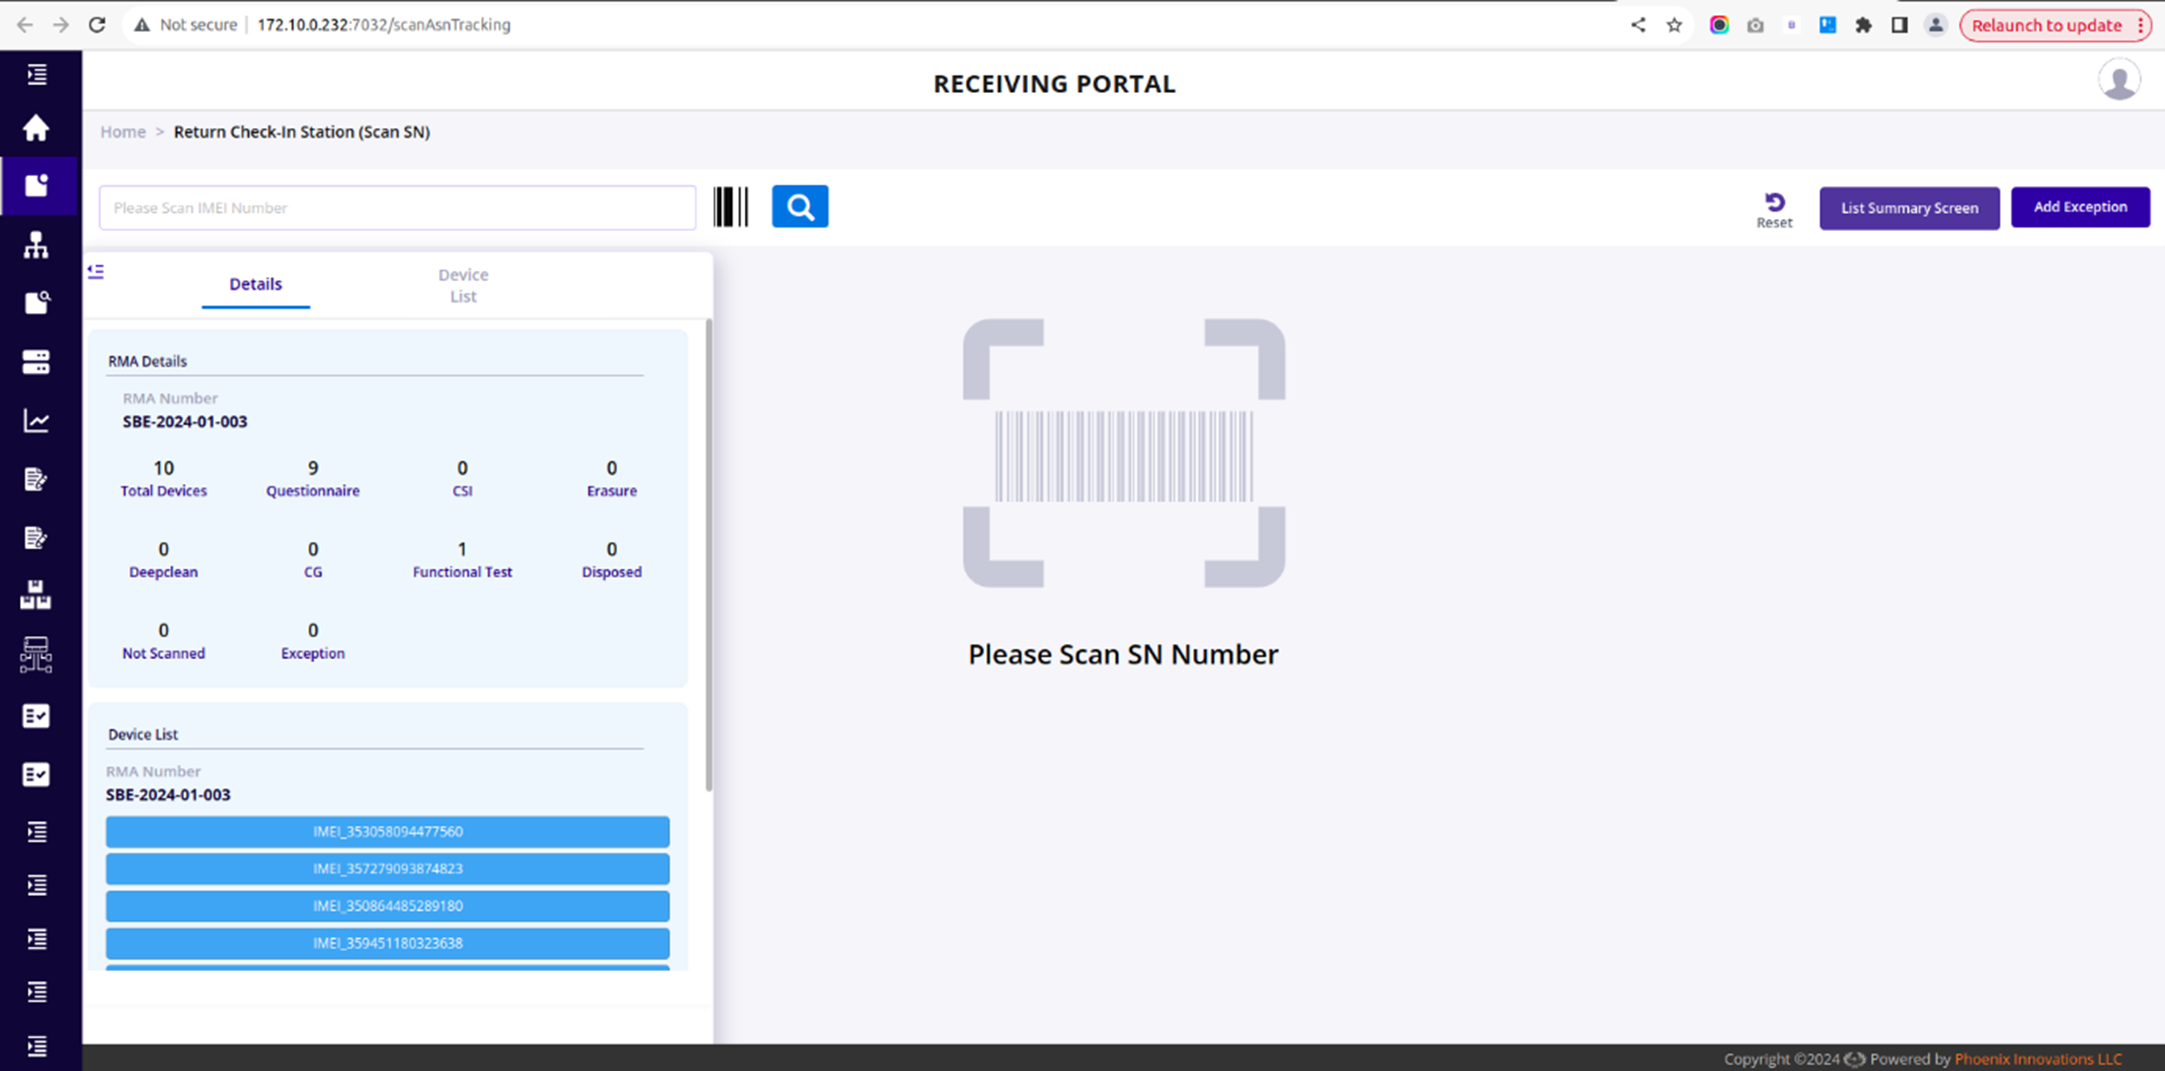 Not secure | 172.10.0.232:7032/scanAsnTracking
Relaunch to update
RECEIVING PORTAL
Home > Return Check-In Station (Scan SN)
Please Scan IMEI Number
Reset
List Summary Screen
Add Exception
Details
Device
List
RMA Details
RMA Number
SBE-2024-01-003
10 9 0 0
Total Devices Questionnaire CSI Erasure
0 0 1 0
Deepclean CG Functional Test Disposed
0 0
Not Scanned Exception
Device List
RMA Number
SBE-2024-01-003
IMEI_353058094477560
IMEI_357279093874823
IMEI_350864485289180
IMEI_359451180323638
Please Scan SN Number
Copyright ©2024 Powered by Phoenix Innovations LLC